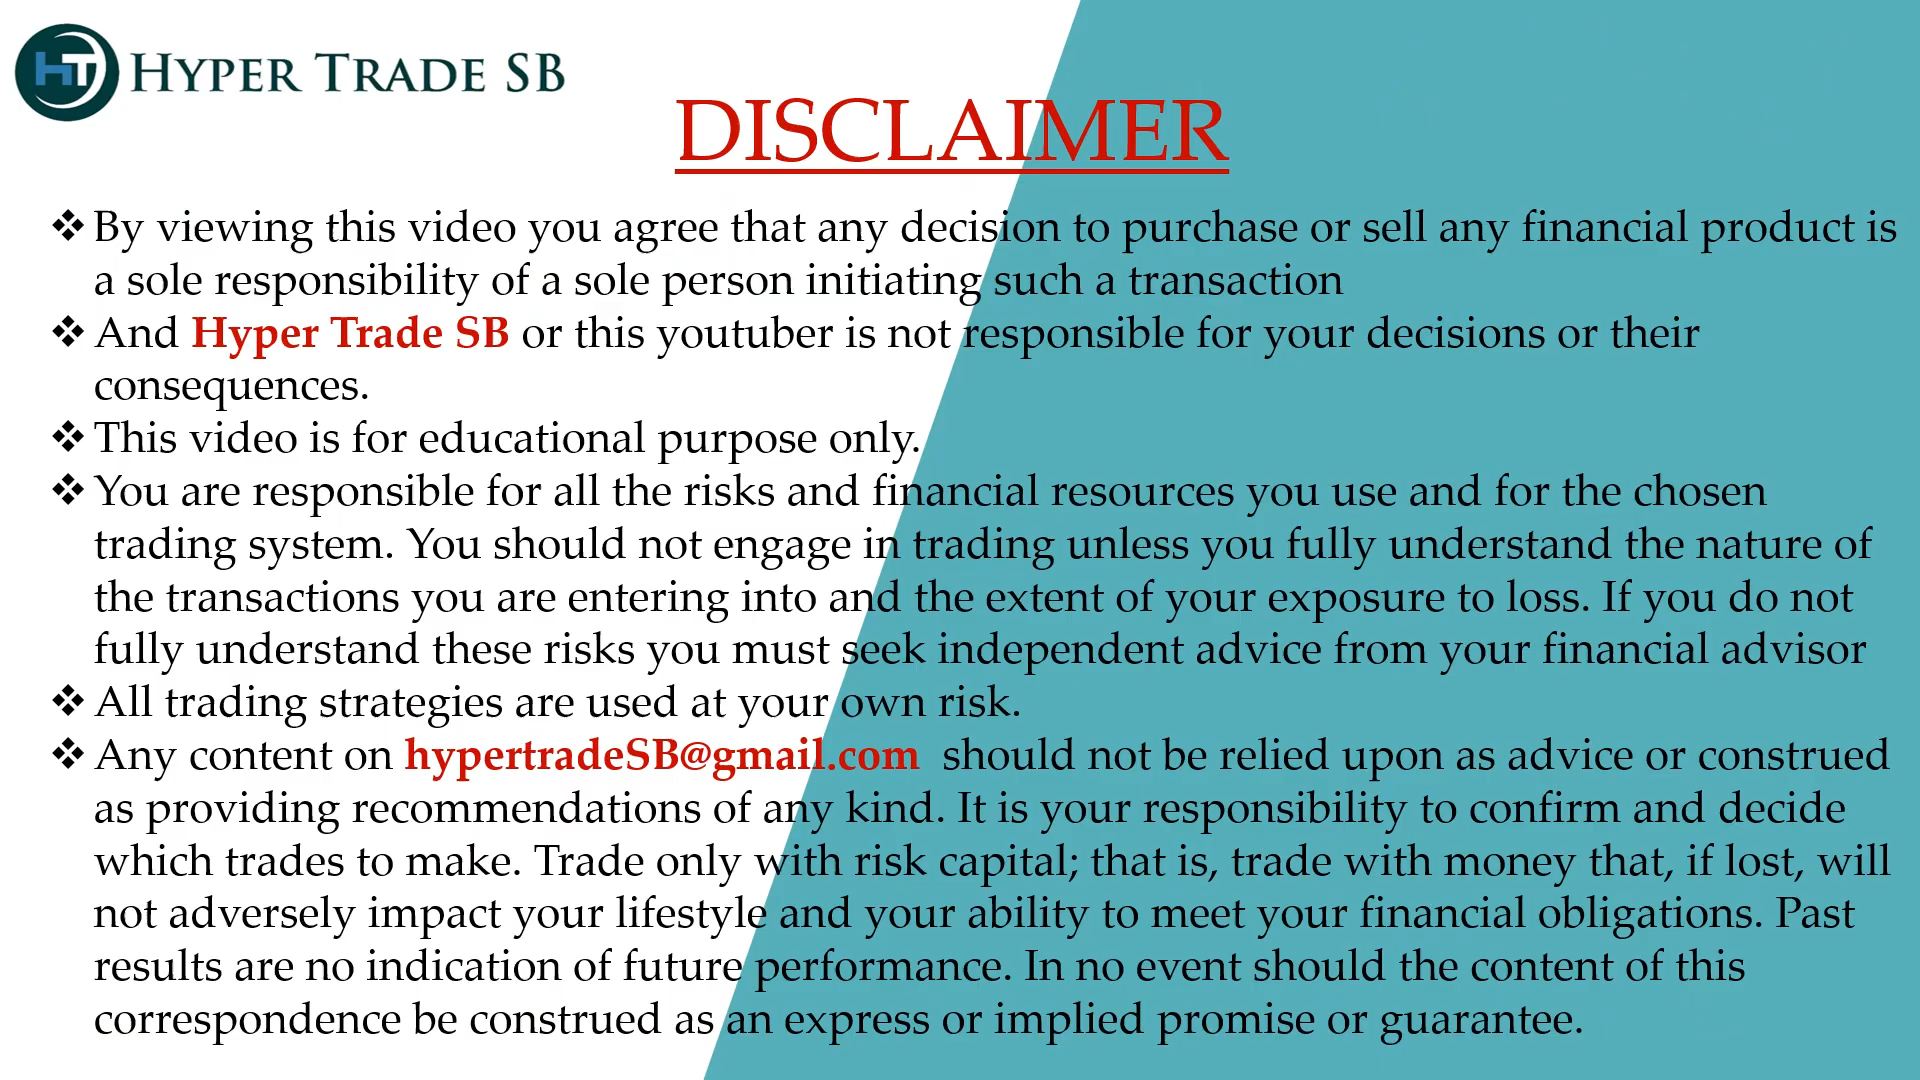 HT HYPER TRADE SB
DISCLAIMER
❖ By viewing this video you agree that any decision to purchase or sell any financial product is
a sole responsibility of a sole person initiating such a transaction
❖ And Hyper Trade SB or this youtuber is not responsible for your decisions or their
consequences.
❖ This video is for educational purpose only.
❖ You are responsible for all the risks and financial resources you use and for the chosen
trading system. You should not engage in trading unless you fully understand the nature of
the transactions you are entering into and the extent of your exposure to loss. If you do not
fully understand these risks you must seek independent advice from your financial advisor
❖ All trading strategies are used at your own risk.
❖ Any content on hypertradeSB@gmail.com should not be relied upon as advice or construed
as providing recommendations of any kind. It is your responsibility to confirm and decide
which trades to make. Trade only with risk capital; that is, trade with money that, if lost, will
not adversely impact your lifestyle and your ability to meet your financial obligations. Past
results are no indication of future performance. In no event should the content of this
correspondence be construed as an express or implied promise or guarantee.